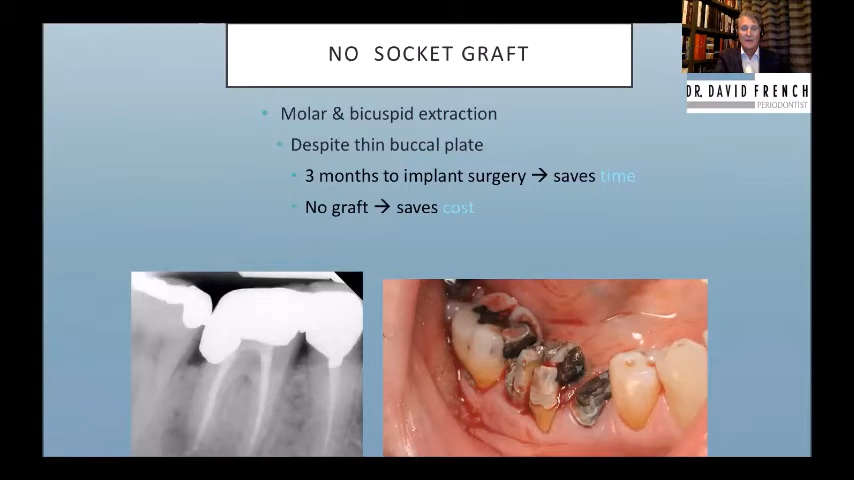 NO SOCKET GRAFT
DR. DAVID FRENCH
PERIODONTIST
Molar & bicuspid extraction
Despite thin buccal plate
3 months to implant surgery → saves time
No graft → saves cost